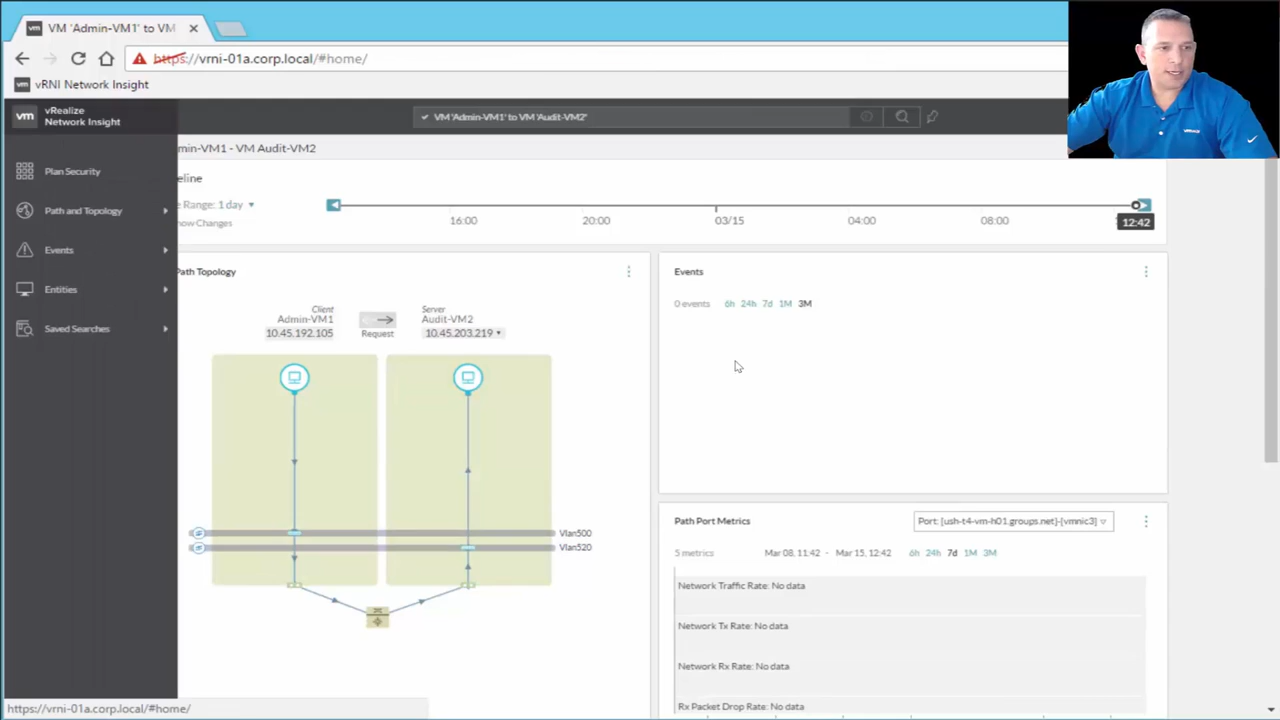 VM 'Admin-VM1' to VM
https://vrni-01a.corp.local/#home/
vRNI Network Insight
vm
vRealize
Network Insight
VM 'Admin-VM1' to VM 'Audit-VM2'
min-VM1 - VM Audit-VM2
Plan Security
Path and Topology
Events
Entities
Saved Searches
eline
e Range: 1 day
ow Changes
16:00
20:00
03/15
04:00
08:00
12:42
Path Topology
Client
Admin-VM1
10.45.192.105
Request
Server
Audit-VM2
10.45.203.219
Vlan500
Vlan520
Events
0 events 6h 24h 7d 1M 3M
Path Port Metrics
Port: [ush-t4-vm-h01.groups.net]-[vmnic3]
5 metrics Mar 08, 11:42 - Mar 15, 12:42 6h 24h 7d 1M 3M
Network Traffic Rate: No data
Network Tx Rate: No data
Network Rx Rate: No data
Rx Packet Drop Rate: No data
https://vrni-01a.corp.local/#home/